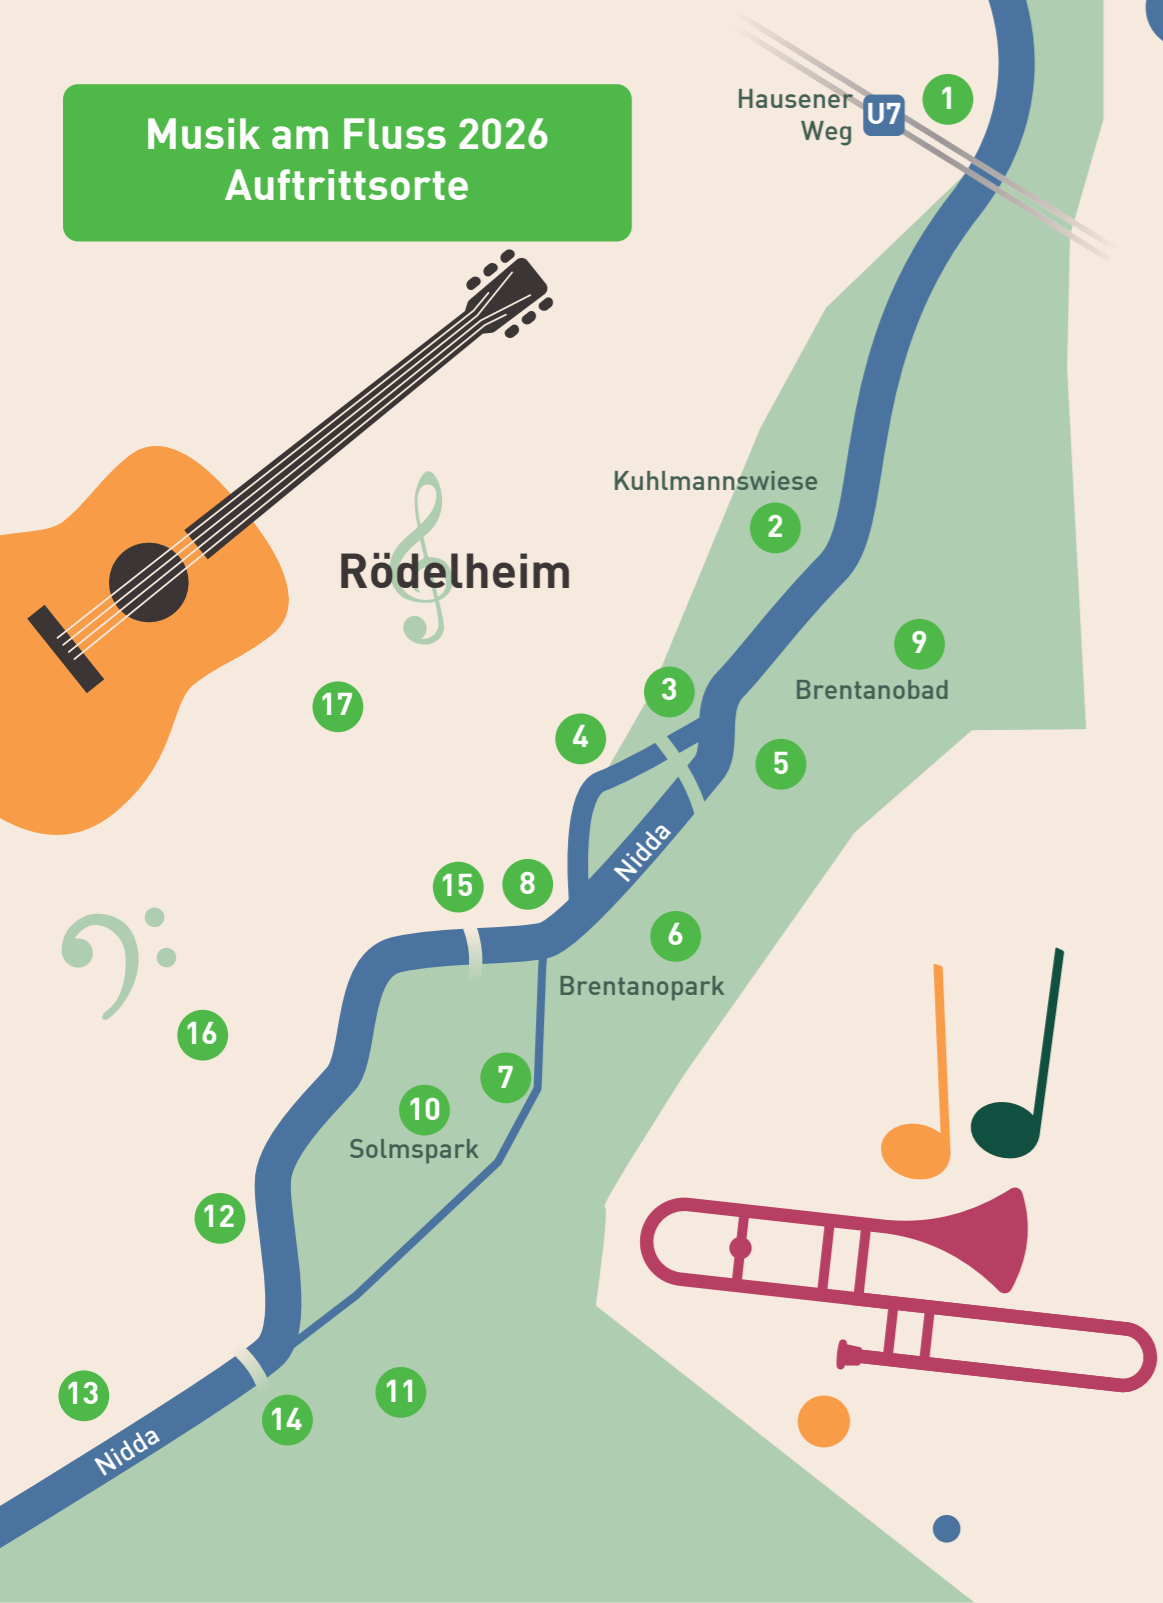 Musik am Fluss 2026
Auftrittsorte
Hausener
Weg
U7
1
Kuhlmannswiese
2
Rödelheim
9
Brentanobad
3
17
4
5
Nidda
15
8
6
Brentanopark
16
7
10
Solmspark
12
13
11
14
Nidda